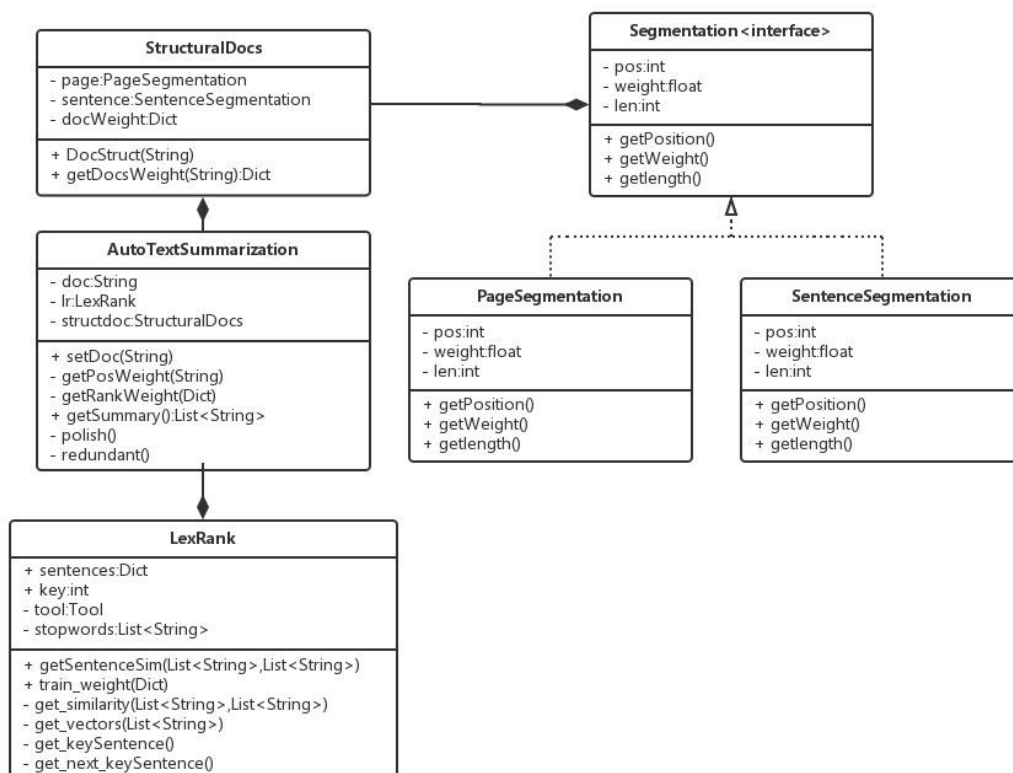 StructuralDocs
- page:PageSegmentation
- sentence:SentenceSegmentation
- docWeight:Dict
+ DocStruct(String)
+ getDocsWeight(String):Dict
Segmentation<interface>
- pos:int
- weight:float
- len:int
+ getPosition()
+ getWeight()
+ getlength()
AutoTextSummarization
- doc:String
- lr:LexRank
- structdoc:StructuralDocs
+ setDoc(String)
- getPosWeight(String)
- getRankWeight(Dict)
+ getSummary():List<String>
- polish()
- redundant()
PageSegmentation
- pos:int
- weight:float
- len:int
+ getPosition()
+ getWeight()
+ getlength()
SentenceSegmentation
- pos:int
- weight:float
- len:int
+ getPosition()
+ getWeight()
+ getlength()
LexRank
+ sentences:Dict
+ key:int
- tool:Tool
- stopwords:List<String>
+ getSentenceSim(List<String>,List<String>)
+ train_weight(Dict)
- get_similarity(List<String>,List<String>)
- get_vectors(List<String>)
- get_keySentence()
- get_next_keySentence()